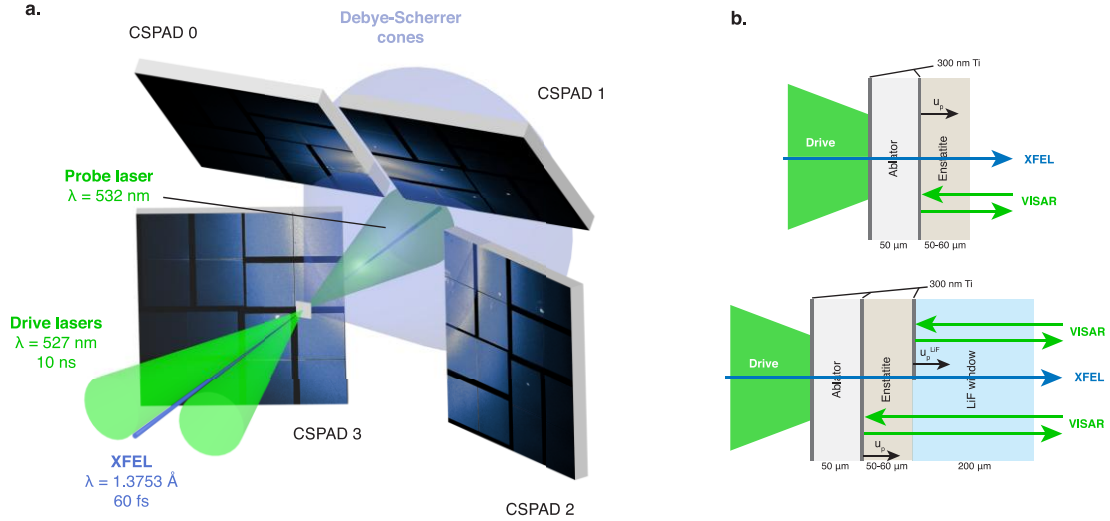 a.
CSPAD 0
Debye-Scherrer
cones
CSPAD 1
Probe laser
λ = 532 nm
Drive lasers
λ = 527 nm
10 ns
CSPAD 3
XFEL
λ = 1.3753 Å
60 fs
CSPAD 2
b.
300 nm Ti
Drive
Ablator
Enstatite
uₚ
XFEL
VISAR
50 µm
50-60 µm
300 nm Ti
Drive
Ablator
Enstatite
LiF window
VISAR
uₚᴸⁱᶠ
XFEL
VISAR
uₚ
50 µm
50-60 µm
200 µm